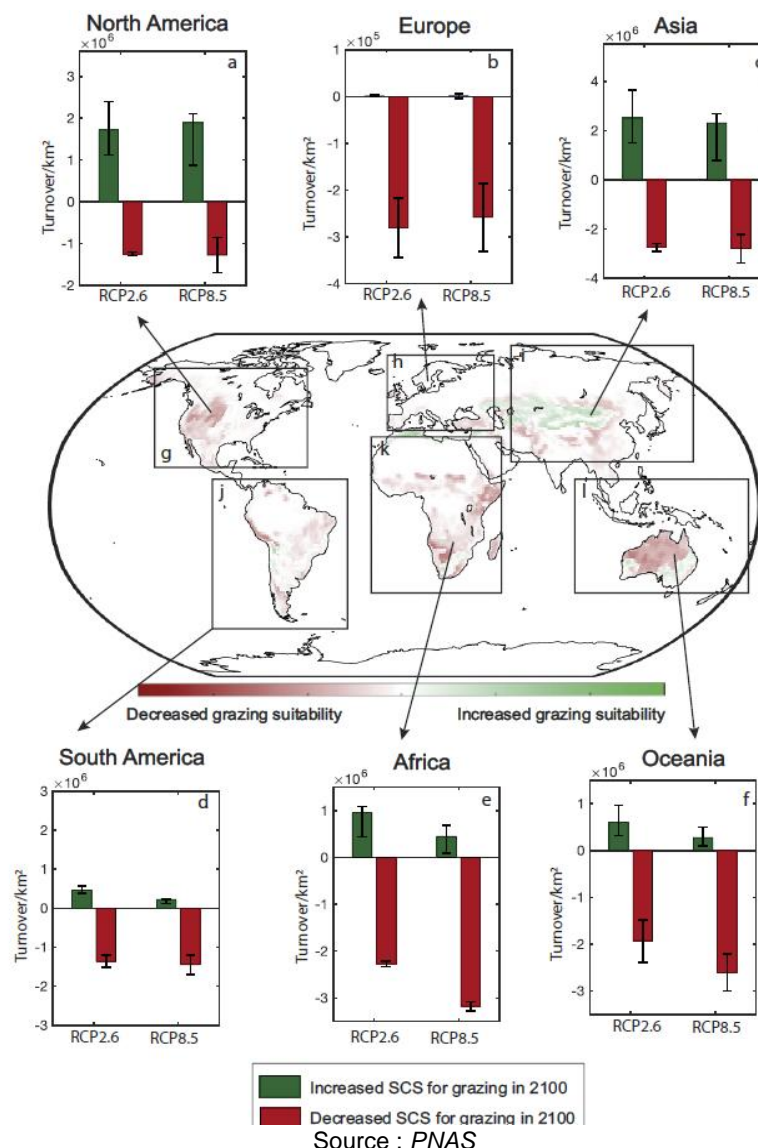 North America
×10⁶
a
3
2
1
0
-1
-2
Turnover/km²
RCP2.6 RCP8.5
Europe
×10⁵
b
1
0
-1
-2
-3
-4
Turnover/km²
RCP2.6 RCP8.5
Asia
×10⁶
4
2
0
-2
-4
Turnover/km²
RCP2.6 RCP8.5
g
h
k
j
Decreased grazing suitability
Increased grazing suitability
South America
×10⁶
d
3
2
1
0
-1
-2
-3
Turnover/km²
RCP2.6 RCP8.5
Africa
×10⁶
e
1
0
-1
-2
-3
Turnover/km²
RCP2.6 RCP8.5
Oceania
×10⁶
f
1
0
-1
-2
-3
Turnover/km²
RCP2.6 RCP8.5
Increased SCS for grazing in 2100
Decreased SCS for grazing in 2100
Source : PNAS